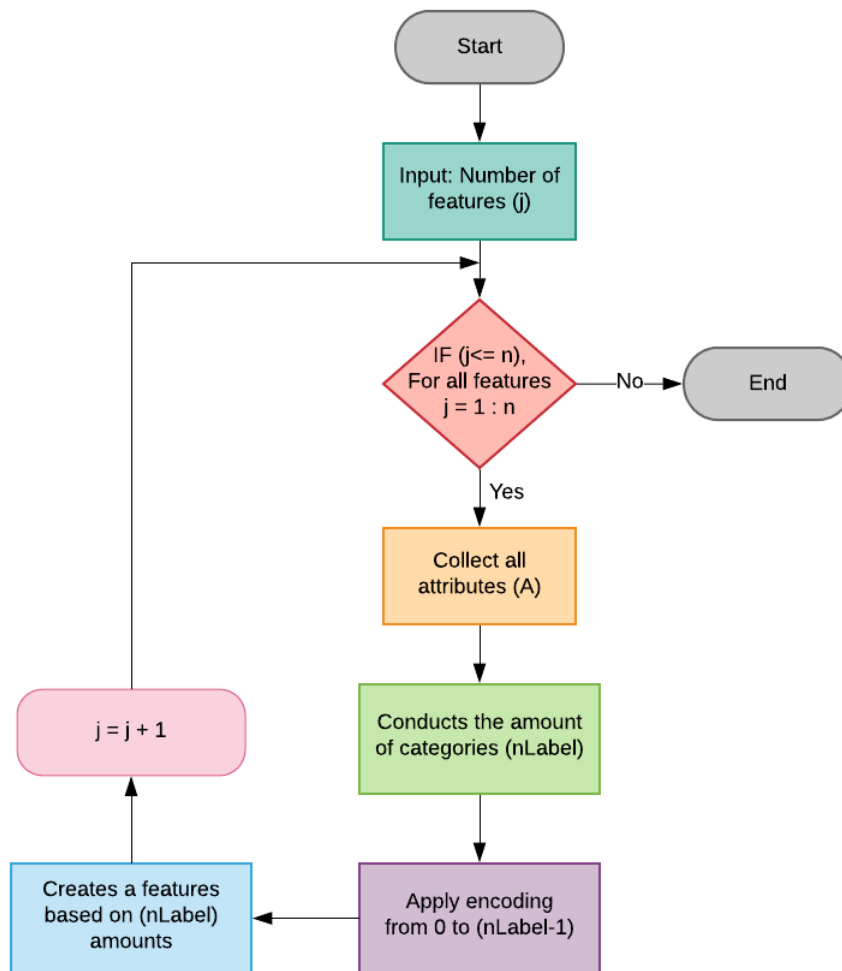 Start
Input: Number of
features (j)
IF (j<= n),
For all features
j = 1 : n
No
End
Yes
Collect all
attributes (A)
Conducts the amount
of categories (nLabel)
j = j + 1
Creates a features
based on (nLabel)
amounts
Apply encoding
from 0 to (nLabel-1)